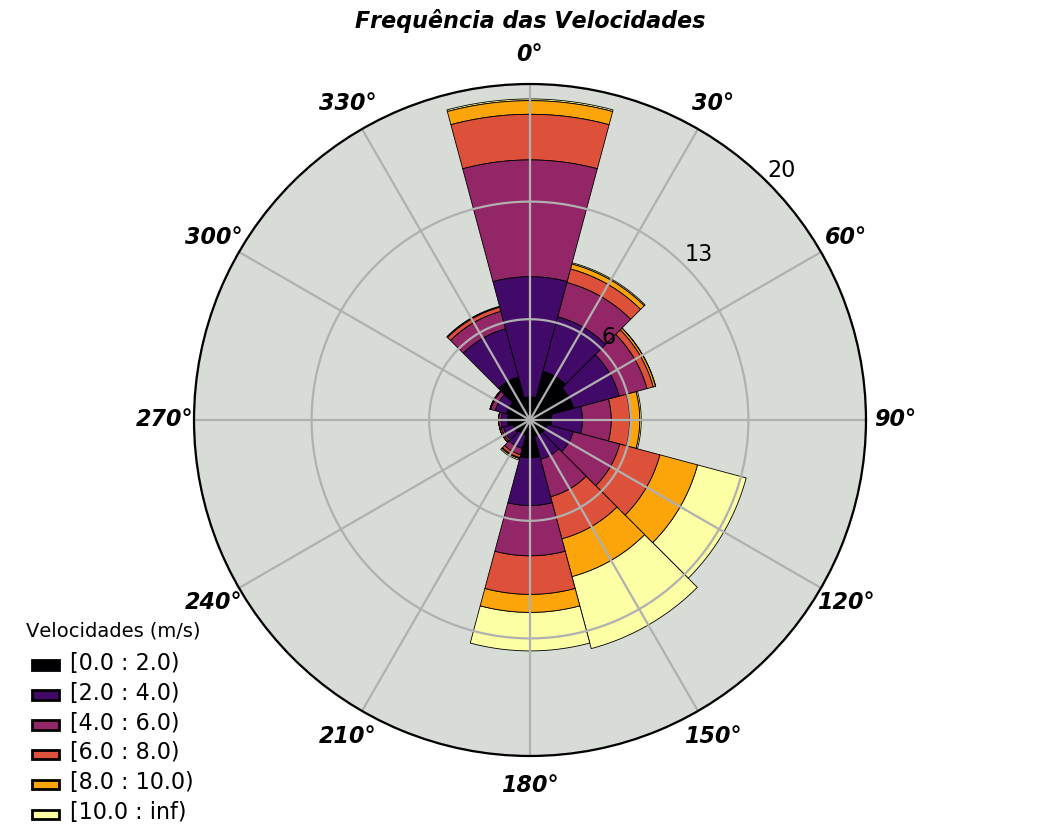 Frequência das Velocidades
0°
330°
30°
20
300°
60°
13
6
270°
90°
240°
120°
210°
150°
180°
Velocidades (m/s)
[0.0 : 2.0)
[2.0 : 4.0)
[4.0 : 6.0)
[6.0 : 8.0)
[8.0 : 10.0)
[10.0 : inf)